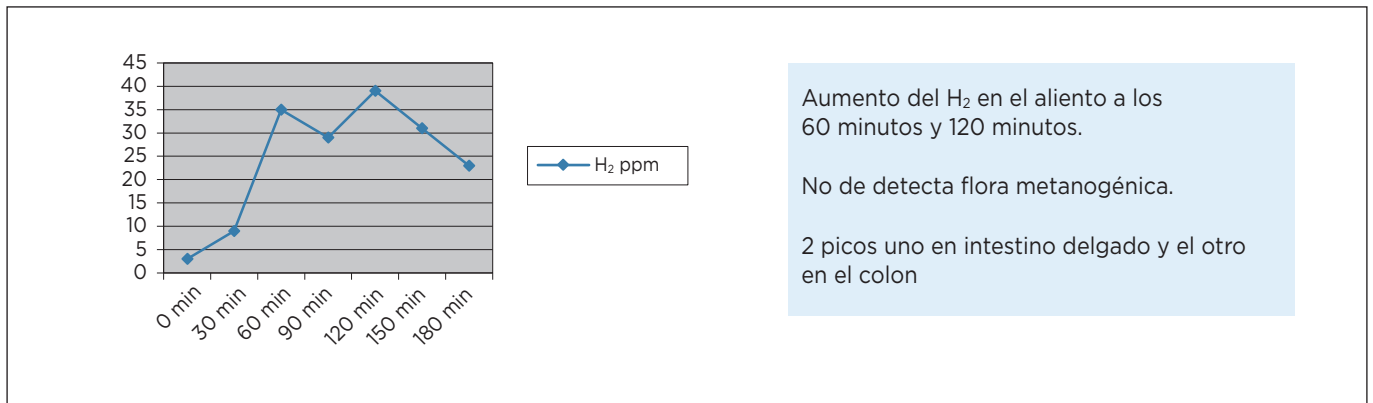 45
40
35
30
25
20
15
10
5
0
0 min
30 min
60 min
90 min
120 min
150 min
180 min
H₂ ppm
Aumento del H₂ en el aliento a los
60 minutos y 120 minutos.
No de detecta flora metanogénica.
2 picos uno en intestino delgado y el otro
en el colon